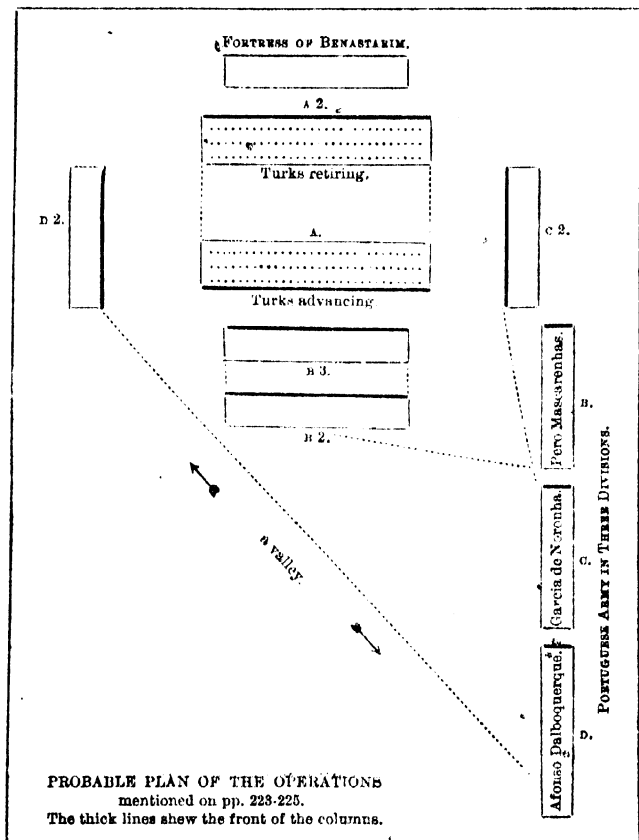 FORTRESS OF BENASTARIM.
A 2.
Turks retiring.
D 2.
C 2.
A.
Turks advancing.
B 3.
B 2.
Pero Mascarenhas.
B.
a valley.
Garcia de Noronha.
C.
PORTUGUESE ARMY IN THREE DIVISIONS.
Afonso Dalboquerque.
D.
PROBABLE PLAN OF THE OPERATIONS
mentioned on pp. 223-225.
The thick lines shew the front of the columns.